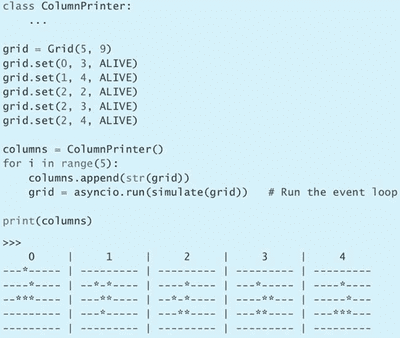 class ColumnPrinter:
    ...
grid = Grid(5, 9)
grid.set(0, 3, ALIVE)
grid.set(1, 4, ALIVE)
grid.set(2, 2, ALIVE)
grid.set(2, 3, ALIVE)
grid.set(2, 4, ALIVE)
columns = ColumnPrinter()
for i in range(5):
    columns.append(str(grid))
    grid = asyncio.run(simulate(grid))   # Run the event loop
print(columns)
>>>
    0     |     1     |     2     |     3     |     4
---*----- | --------- | --------- | --------- | ---------
----*---- | --*-*---- | ----*---- | ---*----- | ----*----
--***---- | ---**---- | --*-*---- | ----**--- | -----*---
--------- | ---*----- | ---**---- | ---**---- | ---***---
--------- | --------- | --------- | --------- | ---------